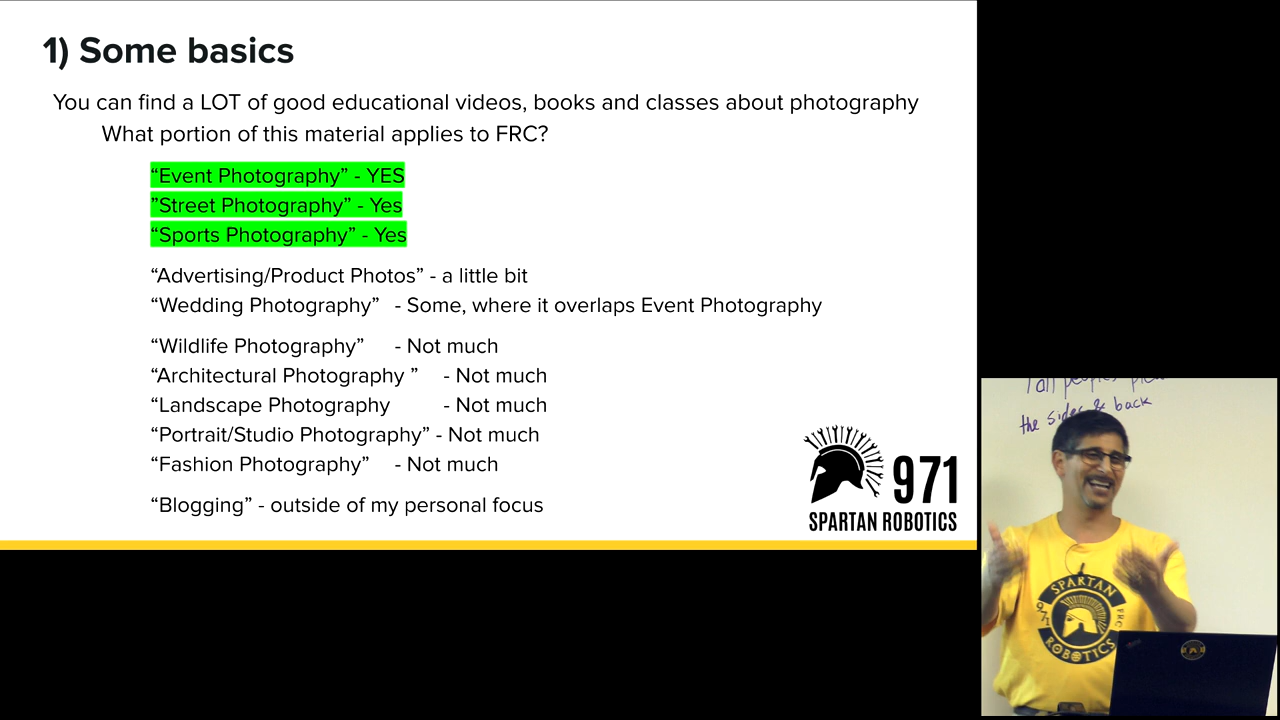 1) Some basics
You can find a LOT of good educational videos, books and classes about photography
What portion of this material applies to FRC?
“Event Photography” - YES
”Street Photography” - Yes
“Sports Photography” - Yes
“Advertising/Product Photos” - a little bit
“Wedding Photography” - Some, where it overlaps Event Photography
“Wildlife Photography” - Not much
“Architectural Photography ” - Not much
“Landscape Photography - Not much
“Portrait/Studio Photography” - Not much
“Fashion Photography” - Not much
“Blogging” - outside of my personal focus
971
SPARTAN ROBOTICS
Tall people
the sides & back
SPARTAN
971 FRC
ROBOTICS